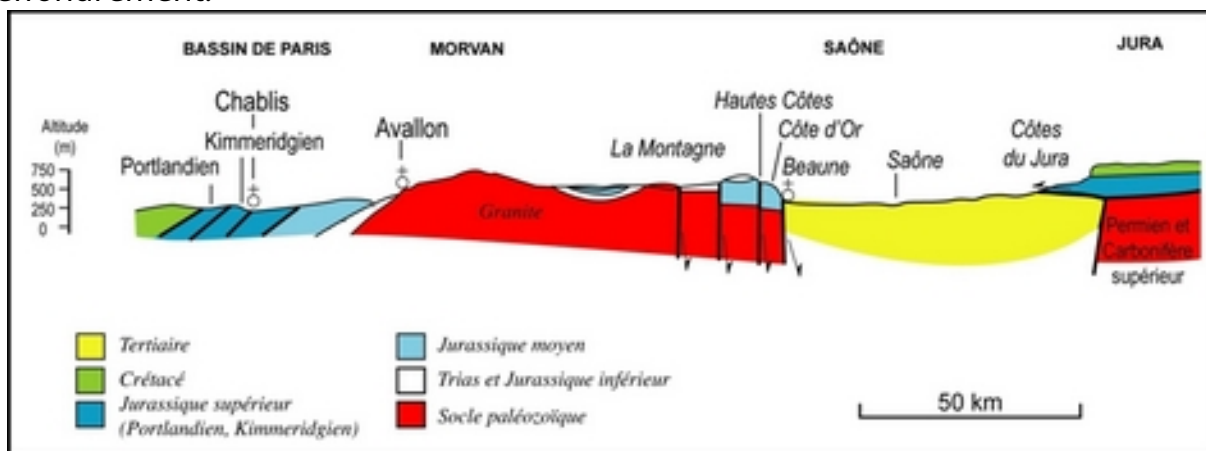 BASSIN DE PARIS
MORVAN
SAÔNE
JURA
Chablis
Kimmeridgien
Portlandien
Avallon
La Montagne
Hautes Côtes
Côte d'Or
Beaune
Saône
Côtes
du Jura
Altitude
(m)
750
500
250
0
Granite
Permien et
Carbonifère
supérieur
Tertiaire
Crétacé
Jurassique supérieur
(Portlandien, Kimmeridgien)
Jurassique moyen
Trias et Jurassique inférieur
Socle paléozoïque
50 km